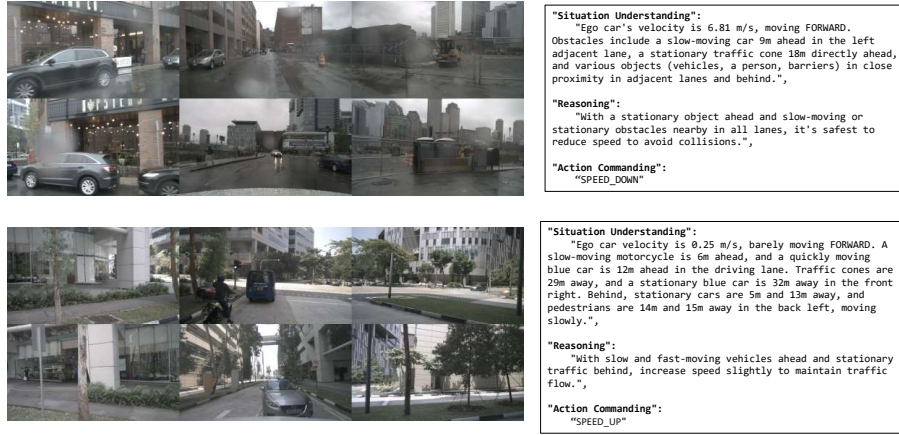 "Situation Understanding":
"Ego car's velocity is 6.81 m/s, moving FORWARD.
Obstacles include a slow-moving car 9m ahead in the left
adjacent lane, a stationary traffic cone 18m directly ahead,
and various objects (vehicles, a person, barriers) in close
proximity in adjacent lanes and behind.",
"Reasoning":
"With a stationary object ahead and slow-moving or
stationary obstacles nearby in all lanes, it's safest to
reduce speed to avoid collisions.",
"Action Commanding":
“SPEED_DOWN"
"Situation Understanding":
"Ego car velocity is 0.25 m/s, barely moving FORWARD. A
slow-moving motorcycle is 6m ahead, and a quickly moving
blue car is 12m ahead in the driving lane. Traffic cones are
29m away, and a stationary blue car is 32m away in the front
right. Behind, stationary cars are 5m and 13m away, and
pedestrians are 14m and 15m away in the back left, moving
slowly.",
"Reasoning":
"With slow and fast-moving vehicles ahead and stationary
traffic behind, increase speed slightly to maintain traffic
flow.",
"Action Commanding":
“SPEED_UP"